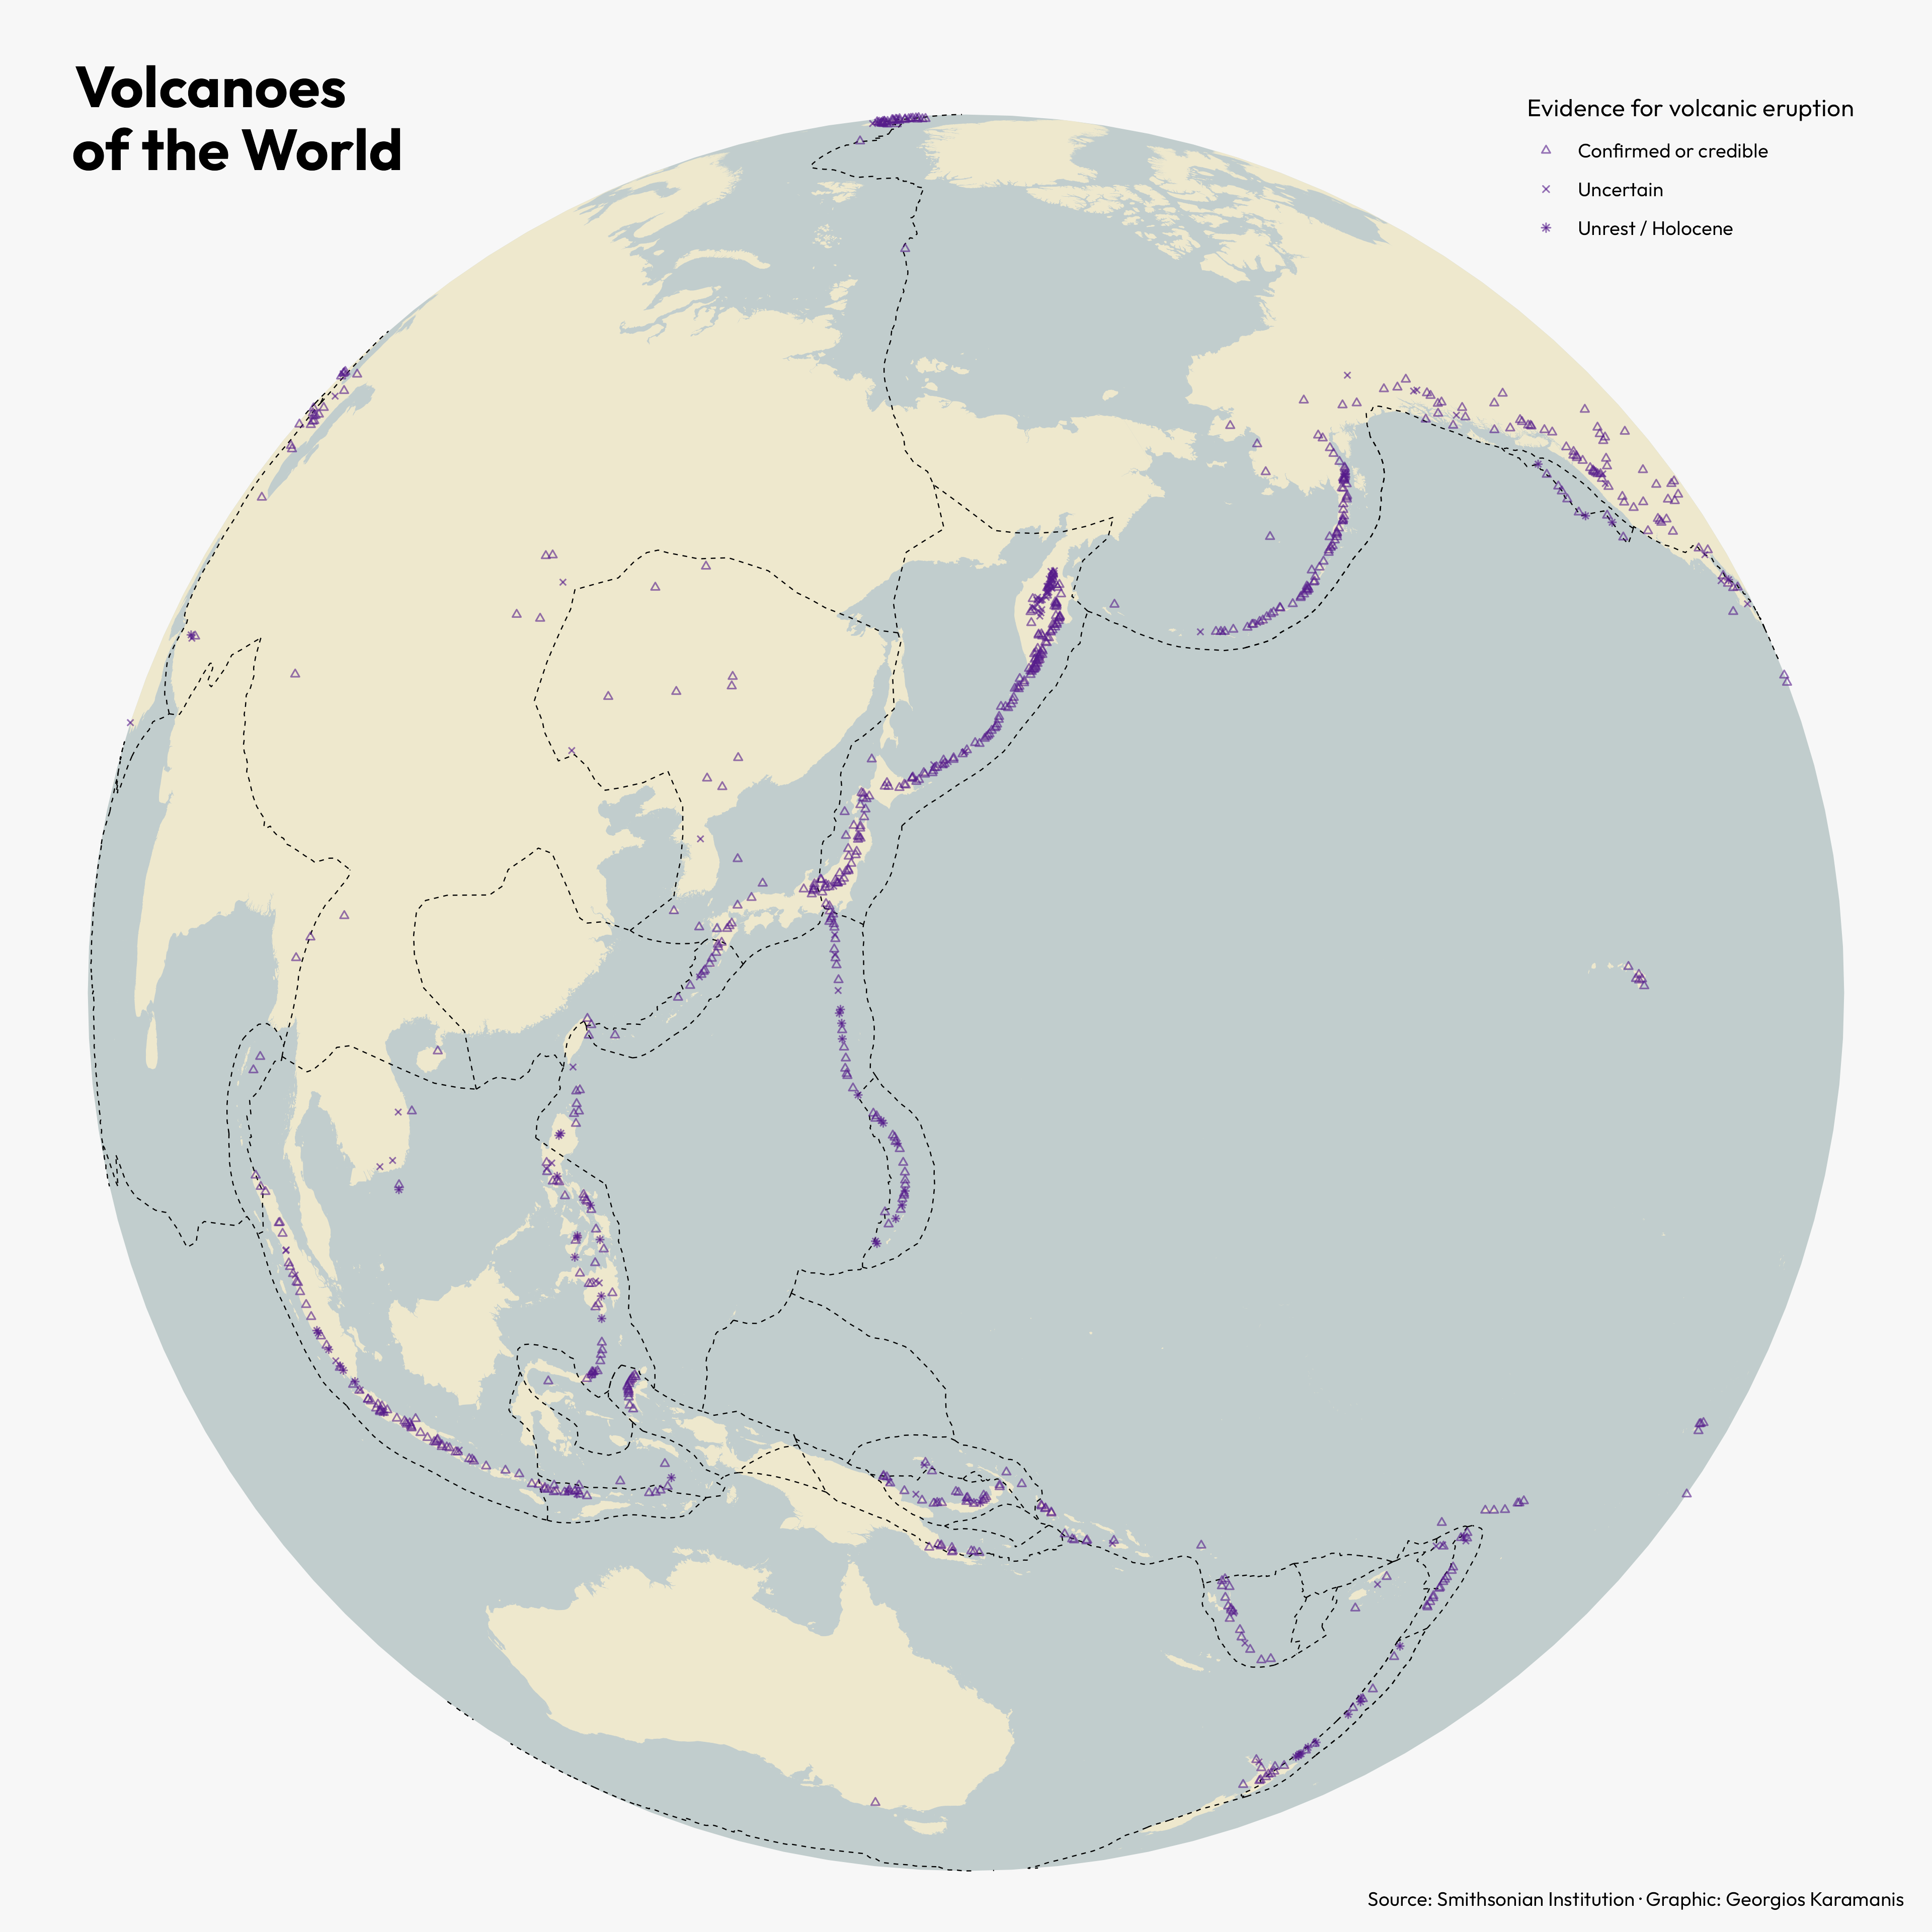 Volcanoes
of the World
Evidence for volcanic eruption
Confirmed or credible
Uncertain
Unrest / Holocene
Source: Smithsonian Institution · Graphic: Georgios Karamanis